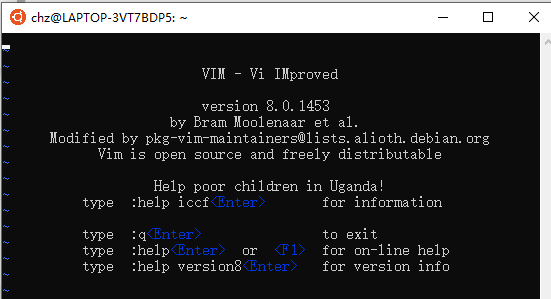 chz@LAPTOP-3VT7BDP5: ~
~
~
VIM - Vi IMproved
~
~
version 8.0.1453
~
by Bram Moolenaar et al.
~
Modified by pkg-vim-maintainers@lists.alioth.debian.org
~
Vim is open source and freely distributable
~
~
Help poor children in Uganda!
~
type :help iccf<Enter> for information
~
~
type :q<Enter> to exit
~
type :help<Enter> or <F1> for on-line help
~
type :help version8<Enter> for version info
~
~